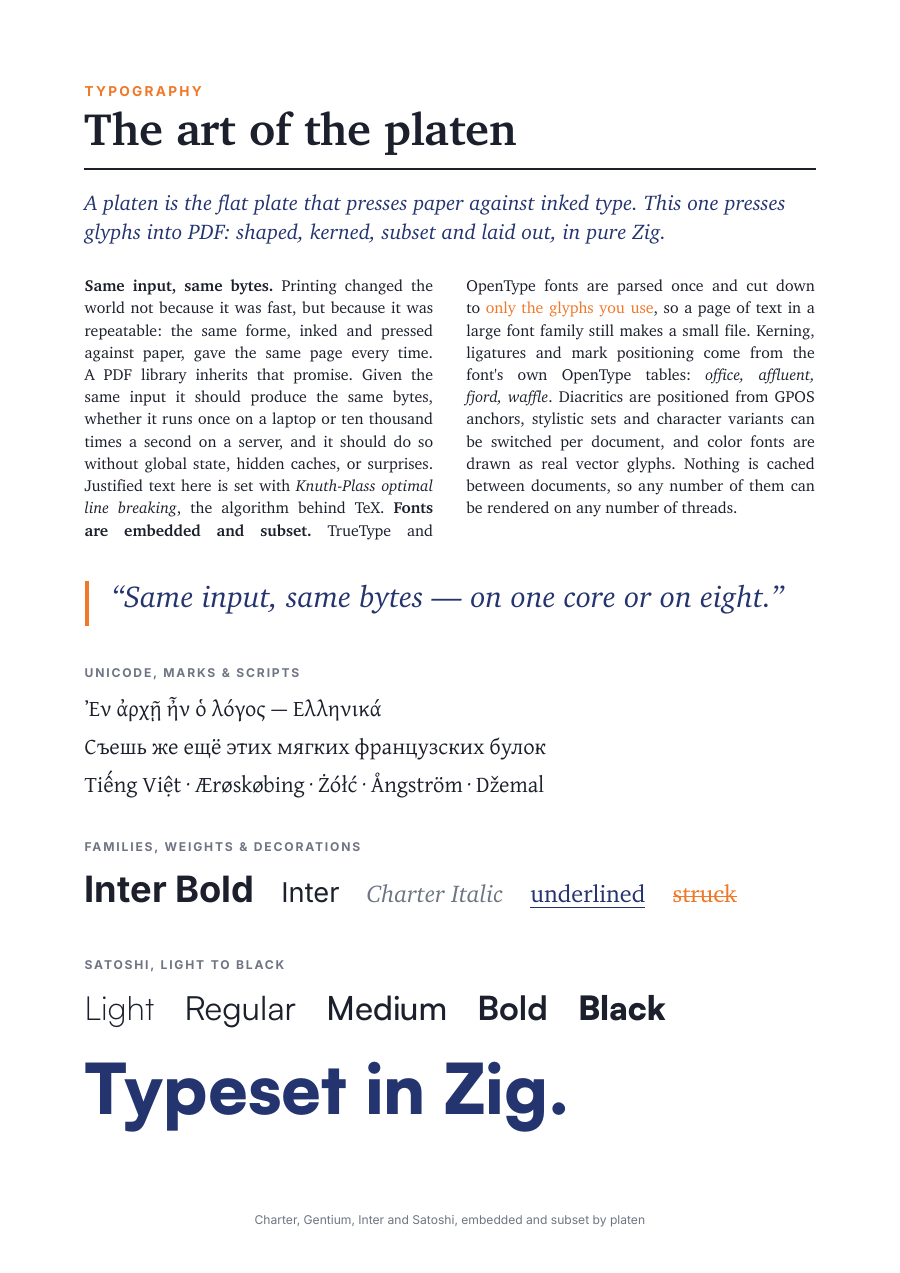 TYPOGRAPHY
The art of the platen
A platen is the flat plate that presses paper against inked type. This one presses
glyphs into PDF: shaped, kerned, subset and laid out, in pure Zig.
Same input, same bytes. Printing changed the
world not because it was fast, but because it was
repeatable: the same forme, inked and pressed
against paper, gave the same page every time.
A PDF library inherits that promise. Given the
same input it should produce the same bytes,
whether it runs once on a laptop or ten thousand
times a second on a server, and it should do so
without global state, hidden caches, or surprises.
Justified text here is set with Knuth-Plass optimal
line breaking, the algorithm behind TeX. Fonts
are embedded and subset. TrueType and
OpenType fonts are parsed once and cut down
to only the glyphs you use, so a page of text in a
large font family still makes a small file. Kerning,
ligatures and mark positioning come from the
font's own OpenType tables: office, affluent,
fjord, waffle. Diacritics are positioned from GPOS
anchors, stylistic sets and character variants can
be switched per document, and color fonts are
drawn as real vector glyphs. Nothing is cached
between documents, so any number of them can
be rendered on any number of threads.
“Same input, same bytes — on one core or on eight.”
UNICODE, MARKS & SCRIPTS
Ἐν ἀρχῇ ἦν ὁ λόγος — Ελληνικά
Съешь же ещё этих мягких французских булок
Tiếng Việt · Ærøskøbing · Żółć · Ångström · Džemal
FAMILIES, WEIGHTS & DECORATIONS
Inter Bold Inter Charter Italic underlined struck
SATOSHI, LIGHT TO BLACK
Light Regular Medium Bold Black
Typeset in Zig.
Charter, Gentium, Inter and Satoshi, embedded and subset by platen